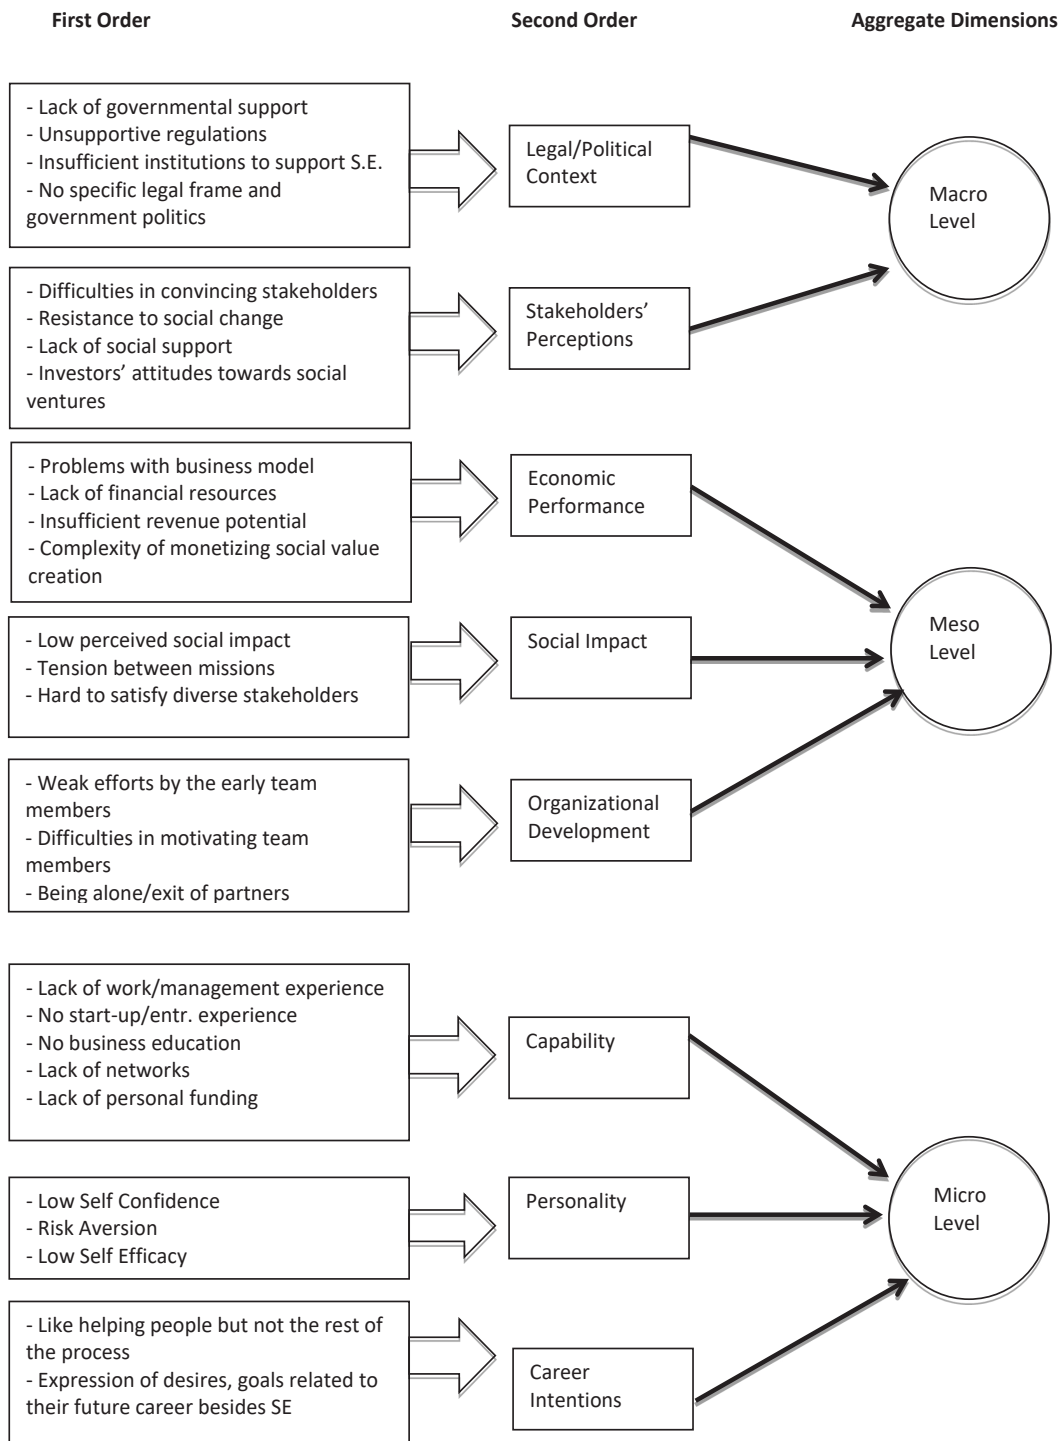 First Order
Second Order
Aggregate Dimensions
- Lack of governmental support
- Unsupportive regulations
- Insufficient institutions to support S.E.
- No specific legal frame and
government politics
Legal/Political
Context
Macro
Level
- Difficulties in convincing stakeholders
- Resistance to social change
- Lack of social support
- Investors’ attitudes towards social
ventures
Stakeholders’
Perceptions
- Problems with business model
- Lack of financial resources
- Insufficient revenue potential
- Complexity of monetizing social value
creation
Economic
Performance
- Low perceived social impact
- Tension between missions
- Hard to satisfy diverse stakeholders
Social Impact
Meso
Level
- Weak efforts by the early team
members
- Difficulties in motivating team
members
- Being alone/exit of partners
Organizational
Development
- Lack of work/management experience
- No start-up/entr. experience
- No business education
- Lack of networks
- Lack of personal funding
Capability
- Low Self Confidence
- Risk Aversion
- Low Self Efficacy
Personality
Micro
Level
- Like helping people but not the rest of
the process
- Expression of desires, goals related to
their future career besides SE
Career
Intentions